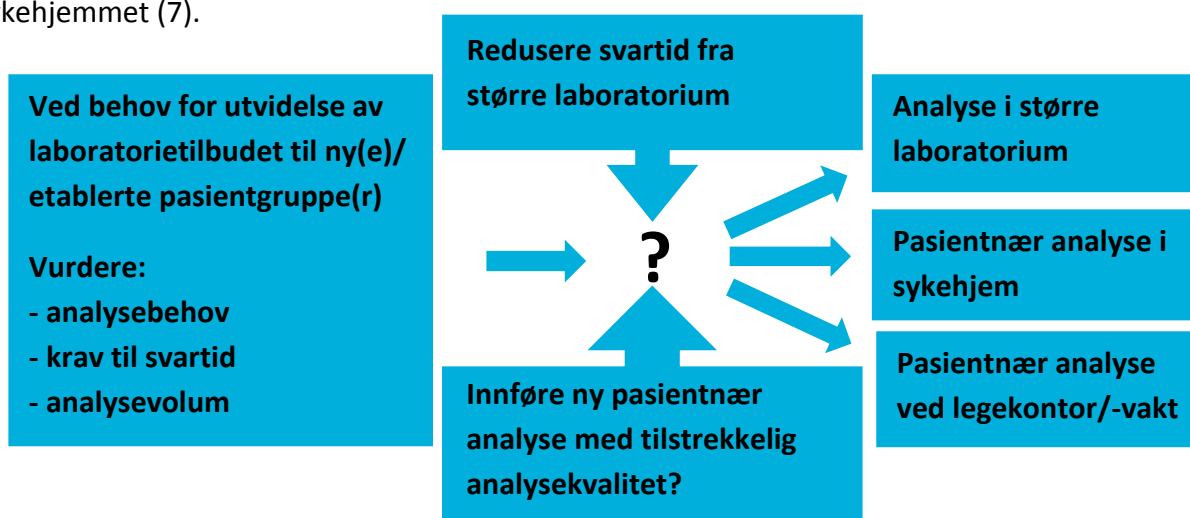 kehjemmet (7).
Ved behov for utvidelse av
laboratorietilbudet til ny(e)/
etablerte pasientgruppe(r)
Vurdere:
- analysebehov
- krav til svartid
- analysevolum
Redusere svartid fra
større laboratorium
?
Innføre ny pasientnær
analyse med tilstrekkelig
analysekvalitet?
Analyse i større
laboratorium
Pasientnær analyse i
sykehjem
Pasientnær analyse
ved legekontor/-vakt